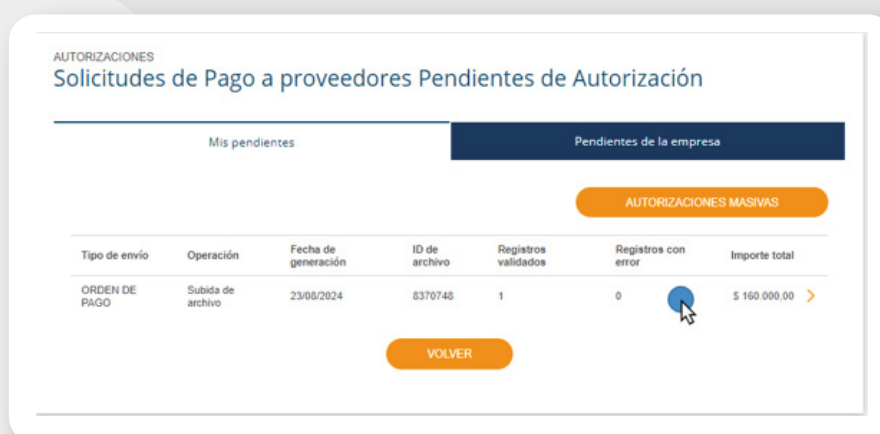 AUTORIZACIONES
Solicitudes de Pago a proveedores Pendientes de Autorización
Mis pendientes
Pendientes de la empresa
AUTORIZACIONES MASIVAS
Tipo de envío Operación Fecha de generación ID de archivo Registros validados Registros con error Importe total
ORDEN DE PAGO Subida de archivo 23/08/2024 8370748 1 0 $ 160.000,00
VOLVER